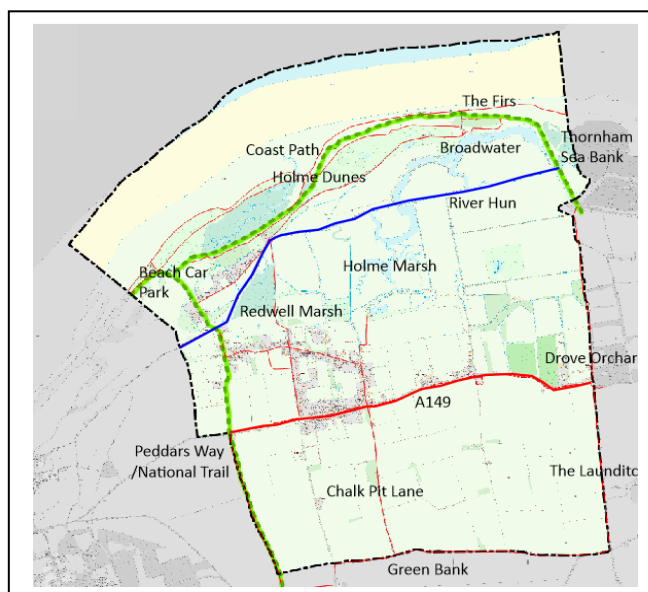 The Firs
Coast Path
Broadwater
Thornham
Sea Bank
Holme Dunes
River Hun
Beach Car
Park
Holme Marsh
Redwell Marsh
Drove Orchar
A149
Peddars Way
/National Trail
The Launditc
Chalk Pit Lane
Green Bank